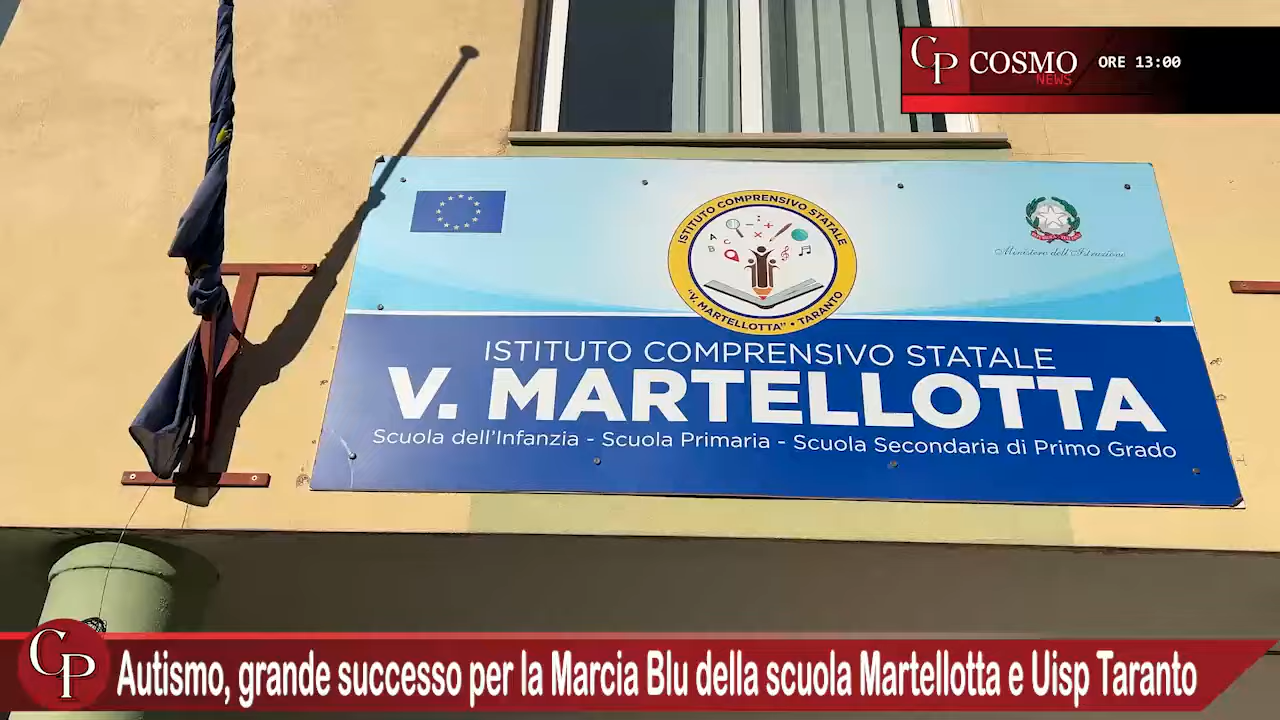 CP COSMO NEWS ORE 13:00
ISTITUTO COMPRENSIVO STATALE
"V. MARTELLOTTA" • TARANTO
A
B
C
Ministero dell'Istruzione
ISTITUTO COMPRENSIVO STATALE
V. MARTELLOTTA
Scuola dell'Infanzia - Scuola Primaria - Scuola Secondaria di Primo Grado
CP Autismo, grande successo per la Marcia Blu della scuola Martellotta e Uisp Taranto